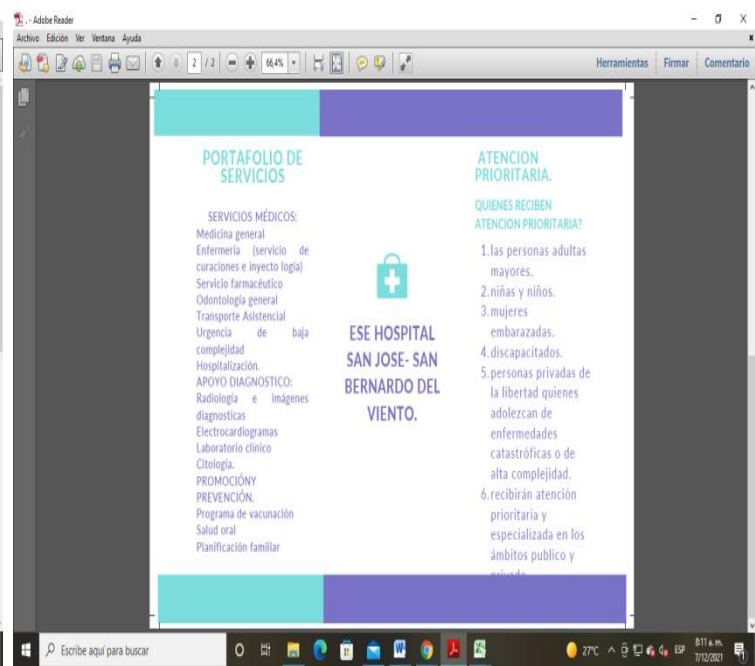 . - Adobe Reader
Archivo Edición Ver Ventana Ayuda
2 / 2
66,4%
Herramientas Firmar Comentario
PORTAFOLIO DE
SERVICIOS
SERVICIOS MÉDICOS:
Medicina general
Enfermería (servicio de
curaciones e inyecto logia)
Servicio farmacéutico
Odontología general
Transporte Asistencial
Urgencia de baja
complejidad
Hospitalización.
APOYO DIAGNOSTICO:
Radiología e imágenes
diagnosticas
Electrocardiogramas
Laboratorio clínico
Citología.
PROMOCIÓNY
PREVENCIÓN.
Programa de vacunación
Salud oral
Planificación familiar
ESE HOSPITAL
SAN JOSE- SAN
BERNARDO DEL
VIENTO.
ATENCION
PRIORITARIA.
QUIENES RECIBEN
ATENCION PRIORITARIA?
1.las personas adultas
mayores.
2.niñas y niños.
3.mujeres
embarazadas.
4.discapacitados.
5.personas privadas de
la libertad quienes
adolezcan de
enfermedades
catastróficas o de
alta complejidad.
6.recibirán atención
prioritaria y
especializada en los
ámbitos publico y
privado
Escribe aquí para buscar
27°C
ESP
8:11 a. m.
7/12/2021